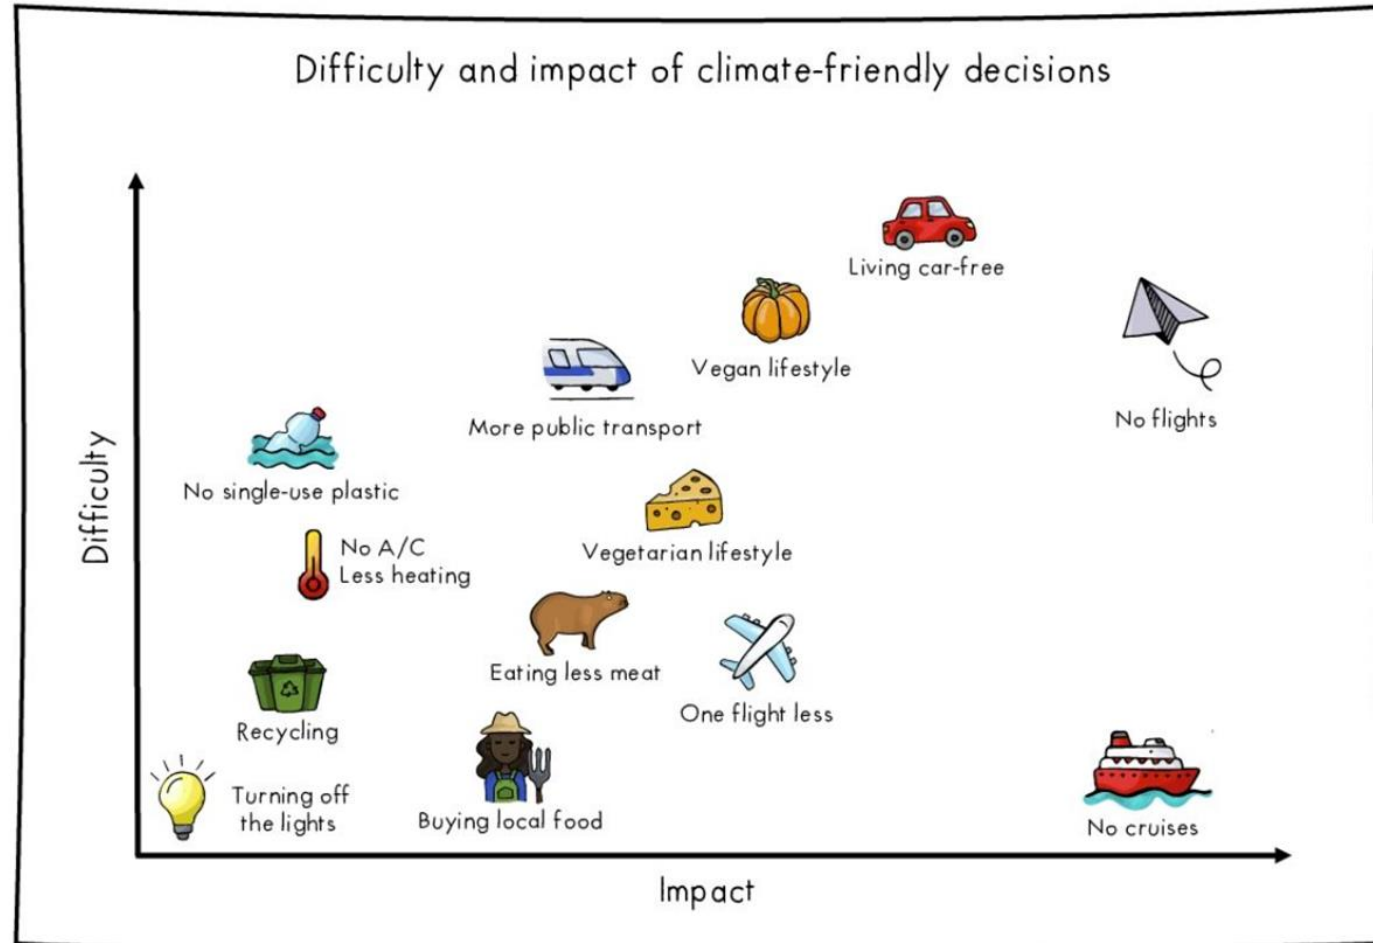 Difficulty and impact of climate-friendly decisions
Living car-free
Vegan lifestyle
No flights
More public transport
No single-use plastic
No A/C
Less heating
Vegetarian lifestyle
Eating less meat
One flight less
Recycling
Turning off
the lights
Buying local food
No cruises
Difficulty
Impact